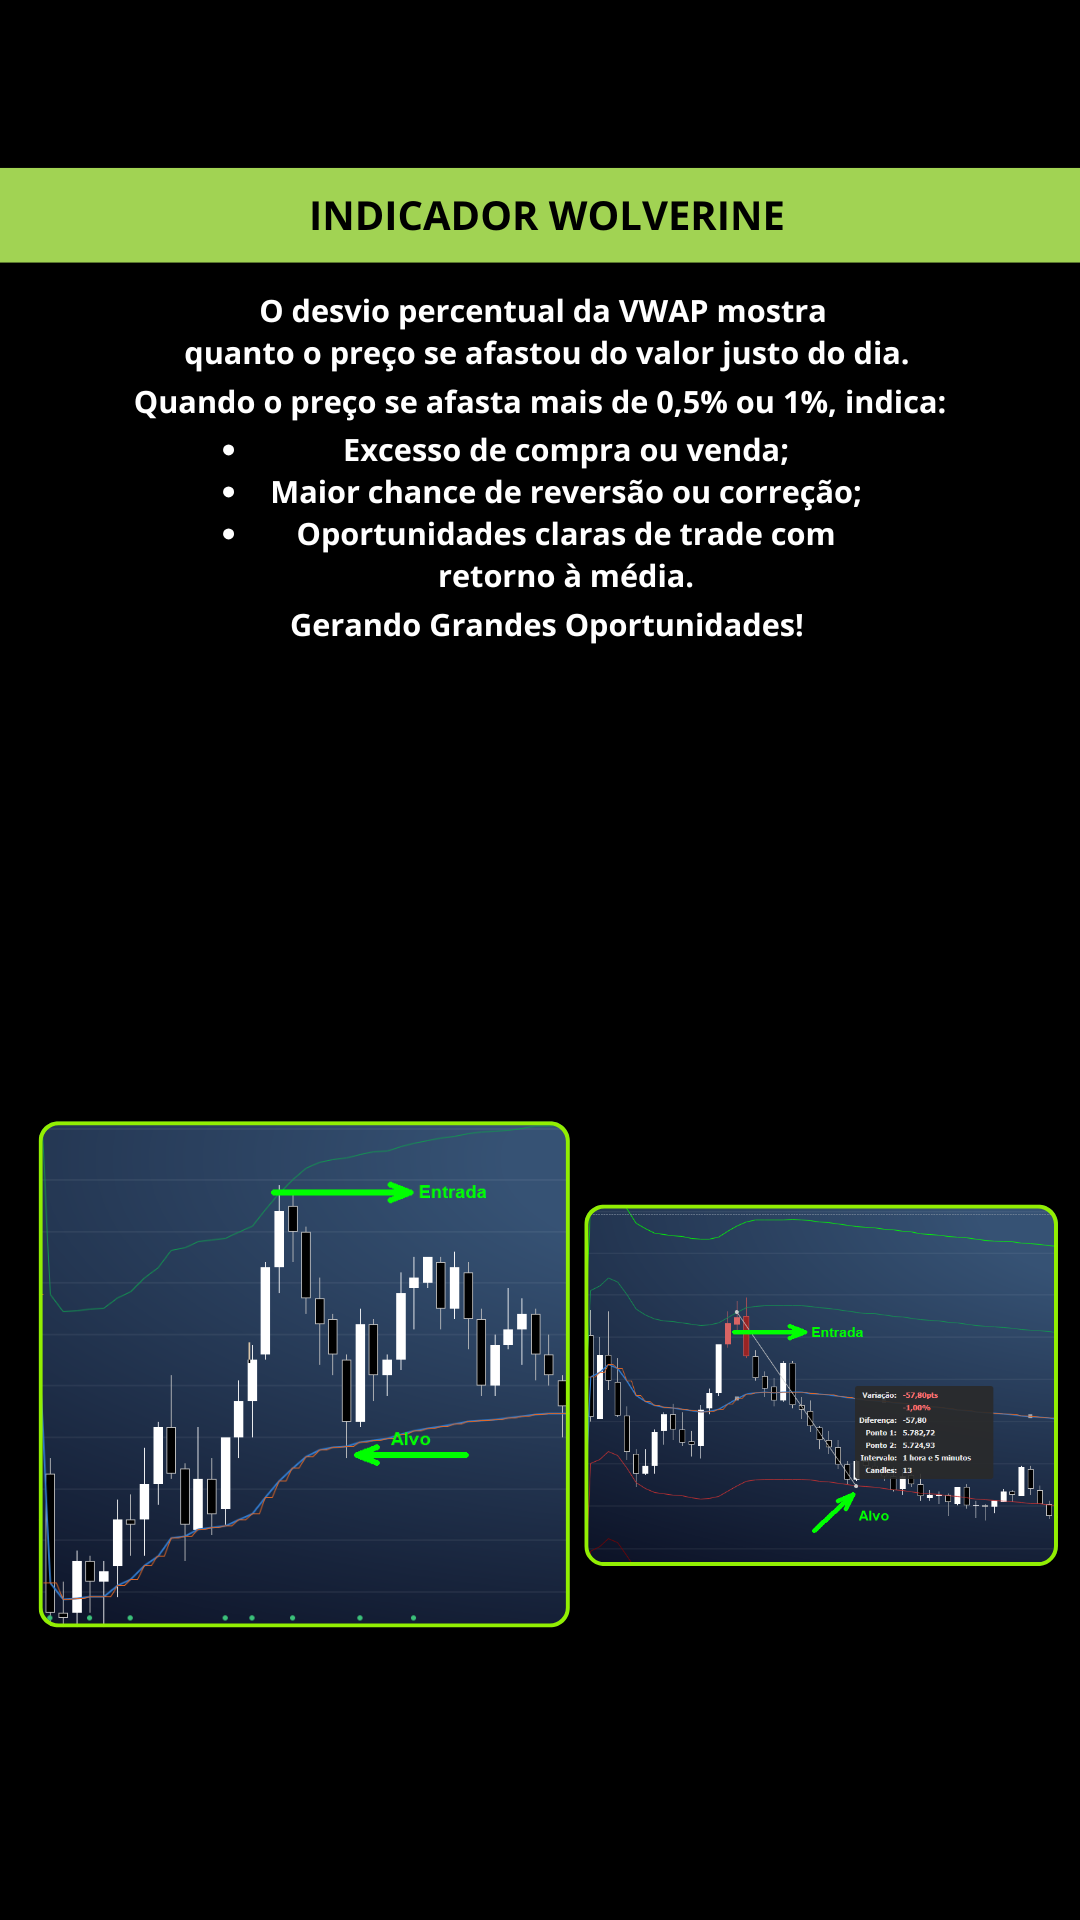 INDICADOR WOLVERINE
O desvio percentual da VWAP mostra
quanto o preço se afastou do valor justo do dia.
Quando o preço se afasta mais de 0,5% ou 1%, indica:
• Excesso de compra ou venda;
• Maior chance de reversão ou correção;
• Oportunidades claras de trade com
retorno à média.
Gerando Grandes Oportunidades!
Entrada
Alvo
Entrada
Variação: -57,80pts
-1,00%
Diferença: -57,80
Ponto 1: 5.782,72
Ponto 2: 5.724,93
Intervalo: 1 hora e 5 minutos
Candles: 13
Alvo